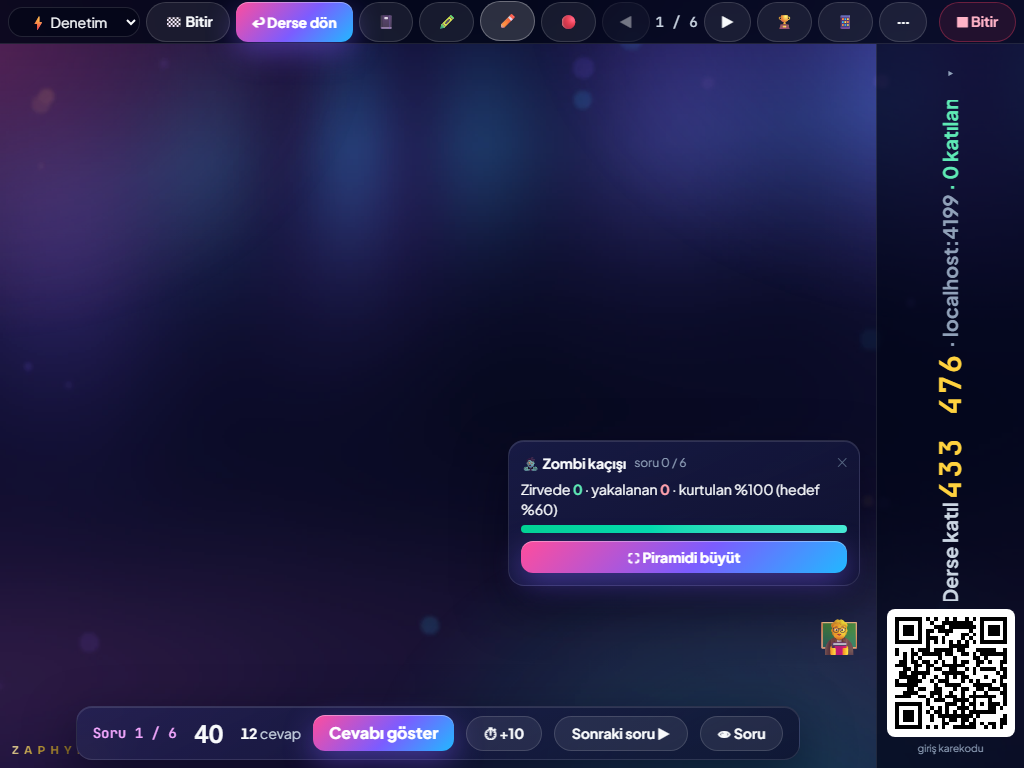 Denetim
Bitir
Derse dön
1 / 6
Bitir
Derse katıl 433 476 · localhost:4199 · 0 katılan
Zombi kaçışı soru 0 / 6
Zirvede 0 · yakalanan 0 · kurtulan %100 (hedef
%60)
Piramidi büyüt
giriş karekodu
Soru 1 / 6
40
12 cevap
Cevabı göster
+10
Sonraki soru
Soru